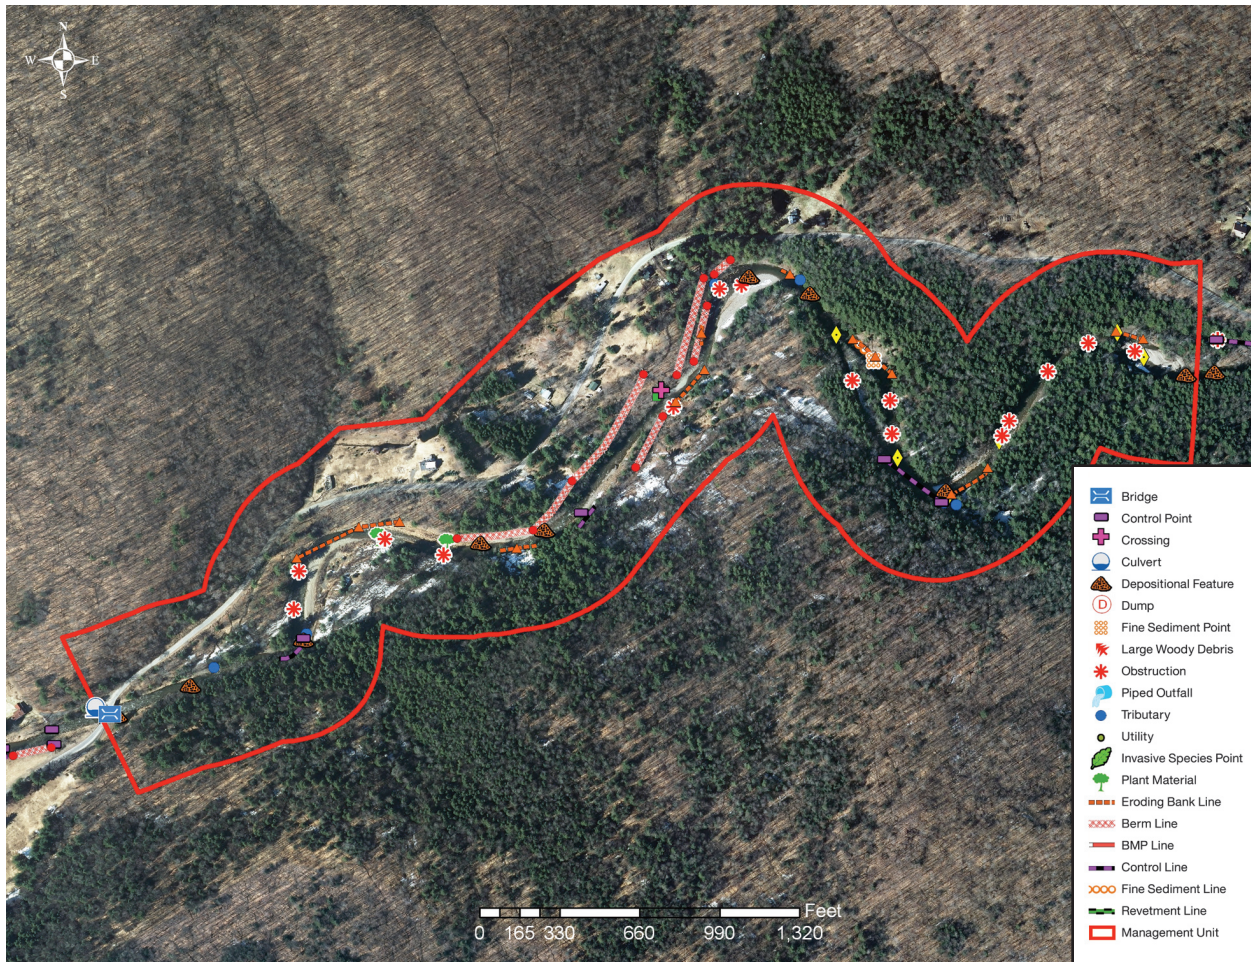 N
W E
S
Bridge
Control Point
Crossing
Culvert
Depositional Feature
D Dump
Fine Sediment Point
Large Woody Debris
Obstruction
Piped Outfall
Tributary
Utility
Invasive Species Point
Plant Material
Eroding Bank Line
Berm Line
BMP Line
Control Line
Fine Sediment Line
Revetment Line
Management Unit
Feet
0 165 330 660 990 1,320